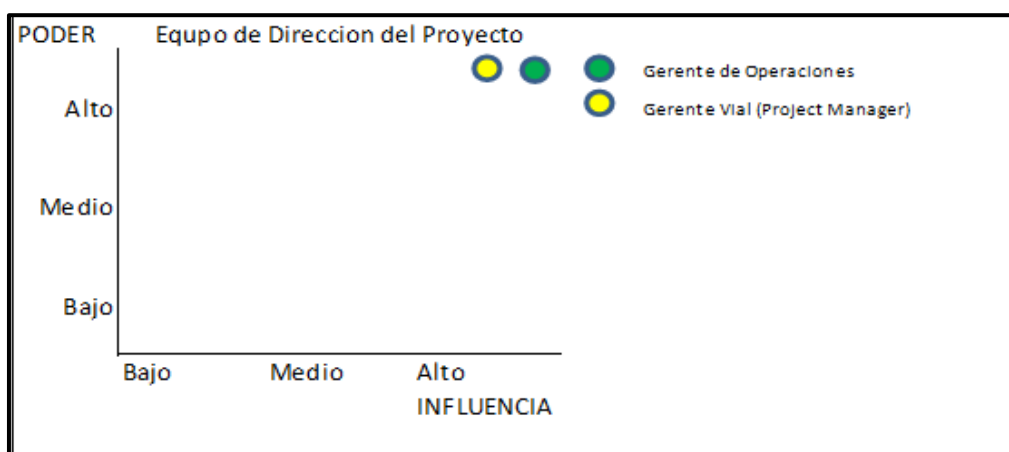 PODER
Equpo de Direccion del Proyecto
Gerente de Operaciones
Gerente Vial (Project Manager)
Alto
Medio
Bajo
Bajo Medio Alto
INFLUENCIA